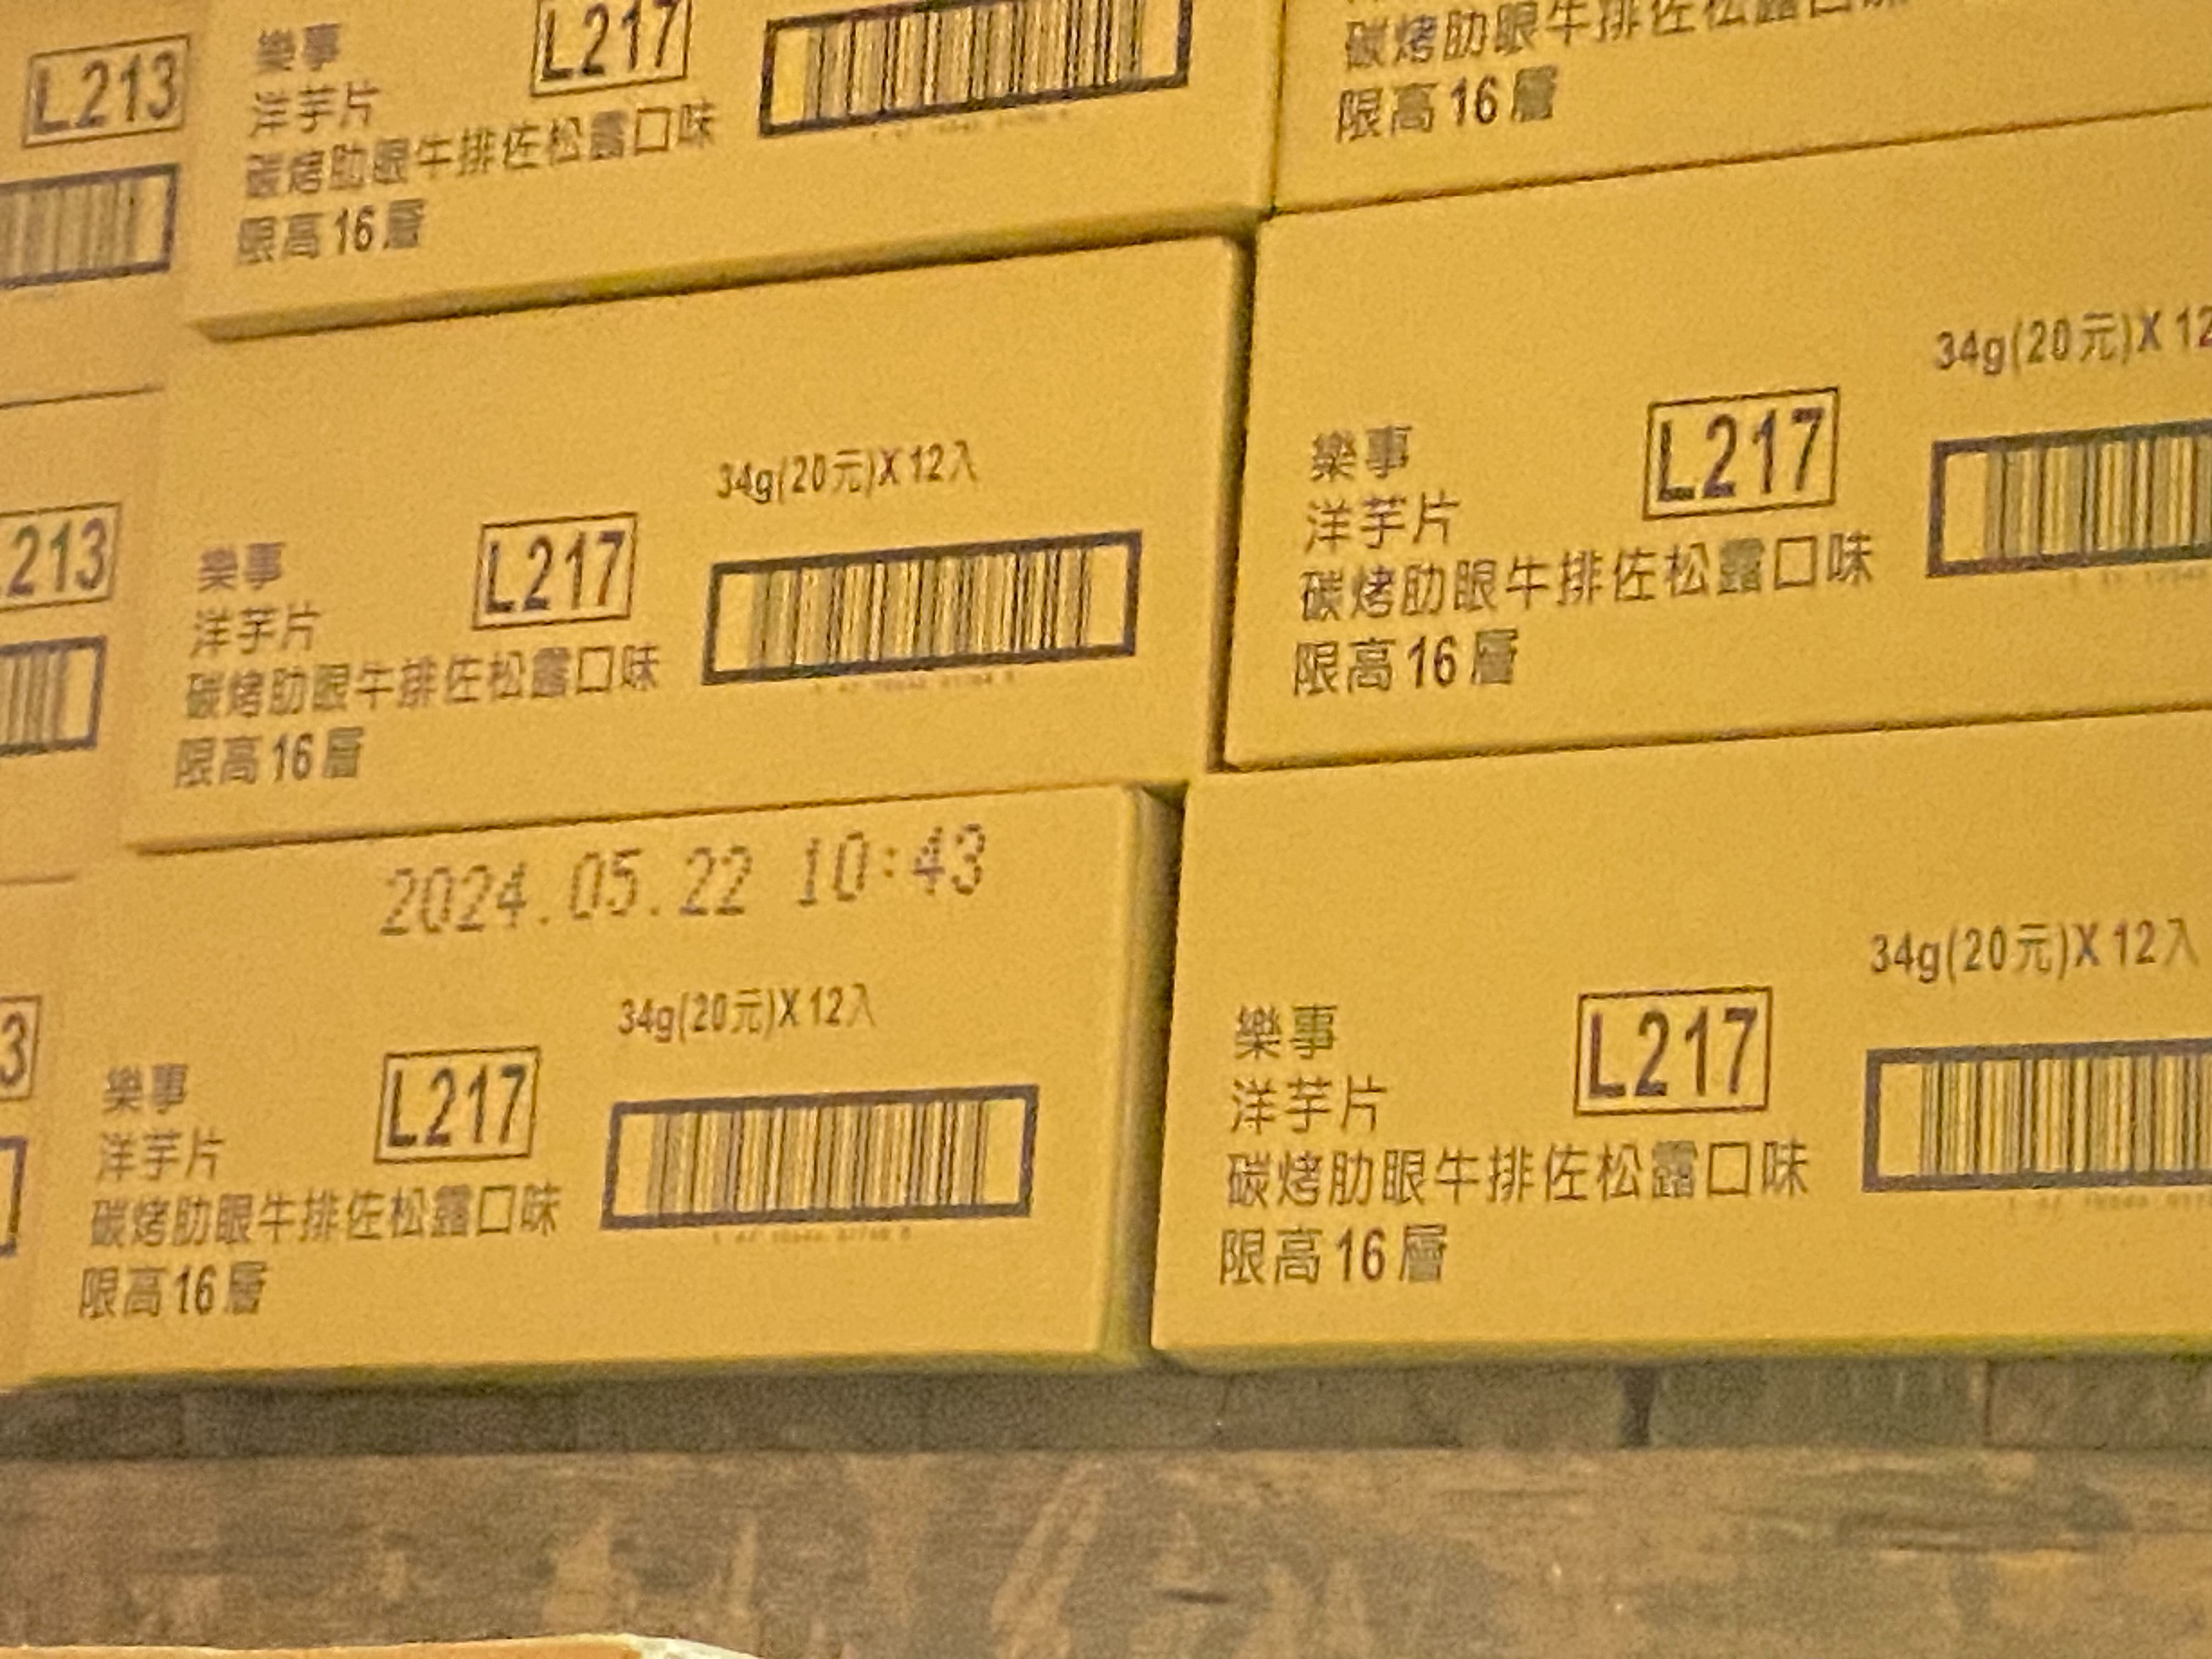 L213
樂事
L217
洋芋片
碳烤肋眼牛排佐松露口味
限高16層
碳烤肋眼牛排佐松露口味
限高16層
213
34g(20元)X12入
樂事
L217
洋芋片
碳烤肋眼牛排佐松露口味
限高16層
34g(20元)X12
樂事
L217
洋芋片
碳烤肋眼牛排佐松露口味
限高16層
3
2024.05.22 10:43
34g(20元)X12入
樂事
L217
洋芋片
碳烤肋眼牛排佐松露口味
限高16層
34g(20元)X12入
樂事
L217
洋芋片
碳烤肋眼牛排佐松露口味
限高16層